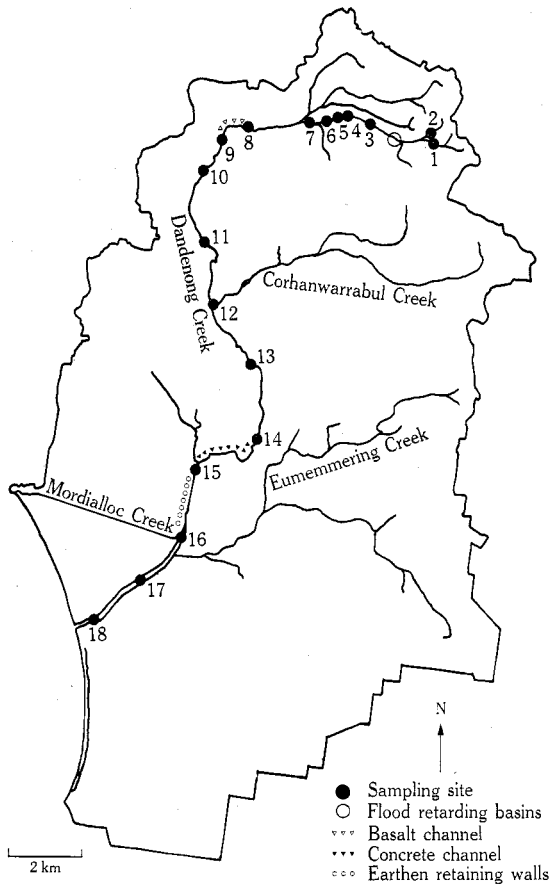 2
1
7
6
5
4
3
8
9
10
11
Dandenong Creek
Corhanwarrabul Creek
12
13
14
Eumemmering Creek
15
Mordialloc Creek
16
17
18
N
Sampling site
Flood retarding basins
Basalt channel
Concrete channel
Earthen retaining walls
2 km